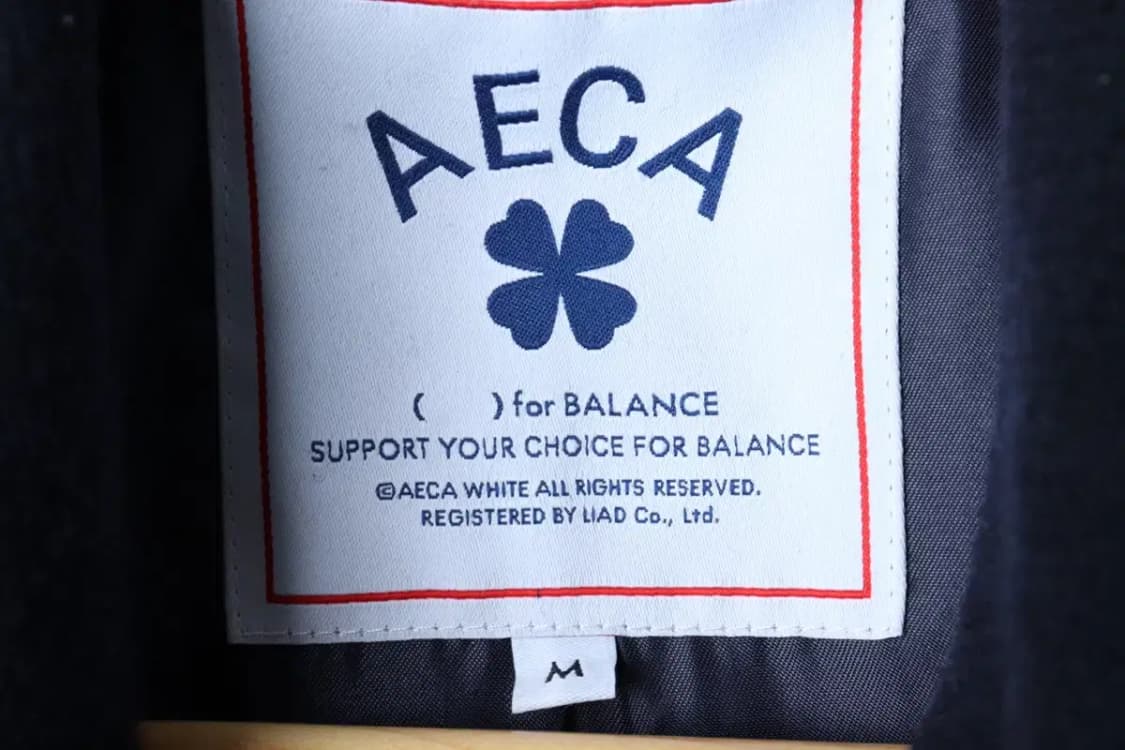 AECA
( ) for BALANCE
SUPPORT YOUR CHOICE FOR BALANCE
©AECA WHITE ALL RIGHTS RESERVED.
REGISTERED BY LIAD Co., Ltd.
M